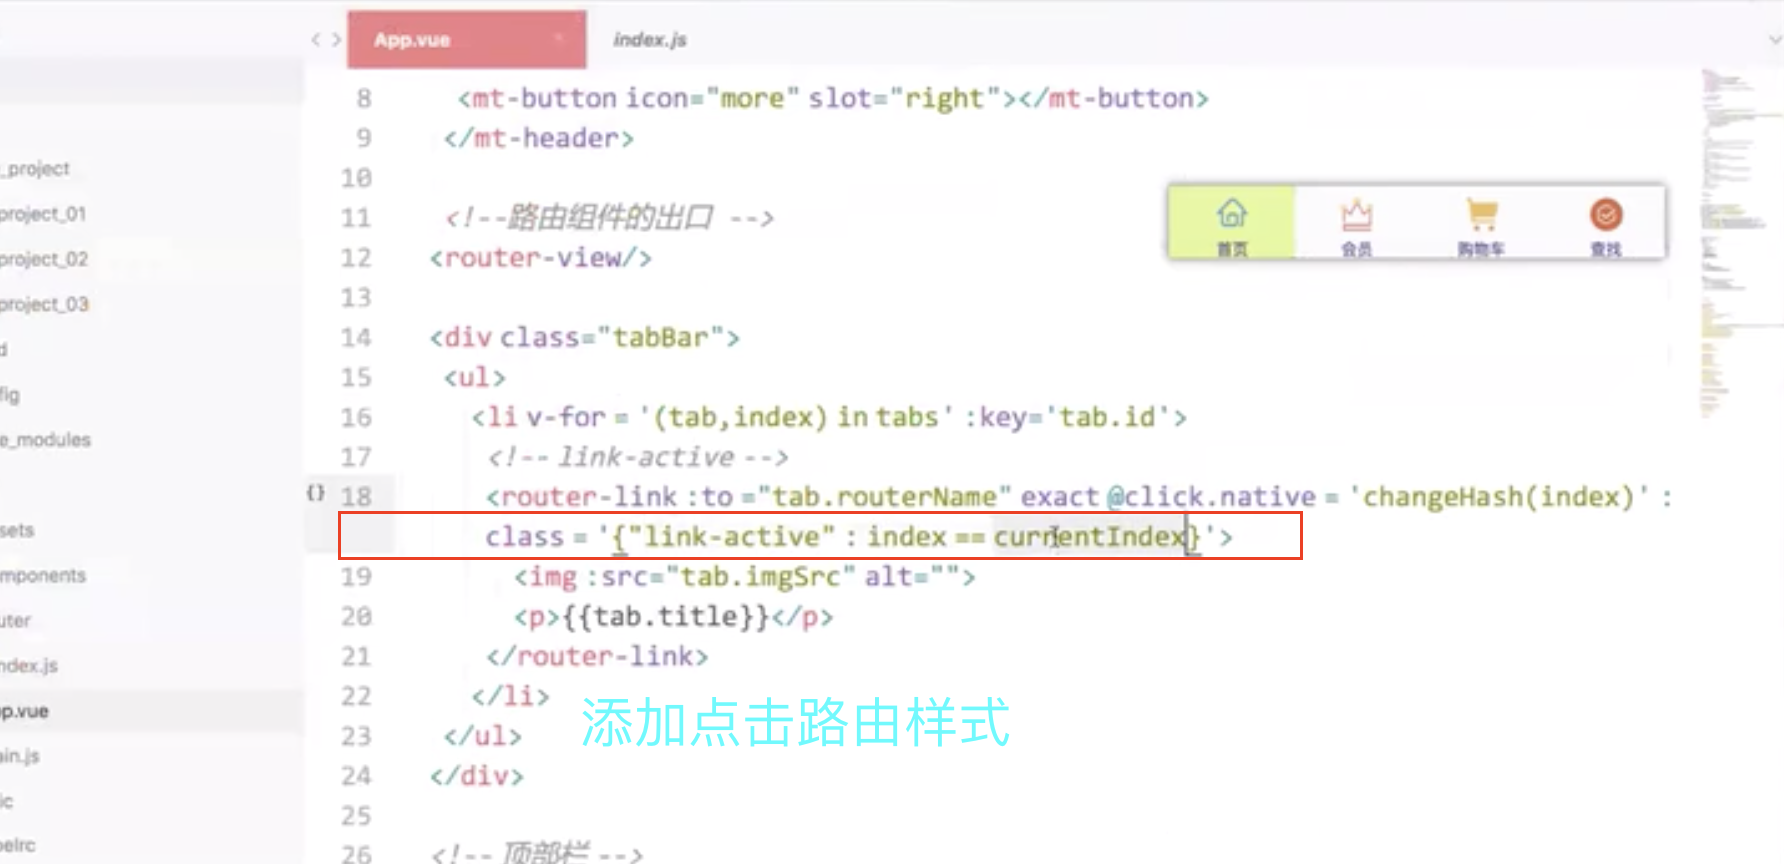 App.vue
index.js
_project
project_01
project_02
project_03
d
fig
e_modules
sets
mponents
uter
ndex.js
p.vue
ain.js
ic
elrc
8 <mt-button icon="more" slot="right"></mt-button>
9 </mt-header>
10
11 <!--路由组件的出口 -->
12 <router-view/>
13
14 <div class="tabBar">
15 <ul>
16 <li v-for = '(tab,index) in tabs' :key='tab.id'>
17 <!-- link-active -->
{} 18 <router-link :to ="tab.routerName" exact @click.native = 'changeHash(index)' :
class = '{"link-active" : index == currentIndex}'>
19 <img :src="tab.imgSrc" alt="">
20 <p>{{tab.title}}</p>
21 </router-link>
22 </li>
23 </ul>
24 </div>
25
26 <!-- 顶部栏 -->
首页 会员 购物车 查找
添加点击路由样式